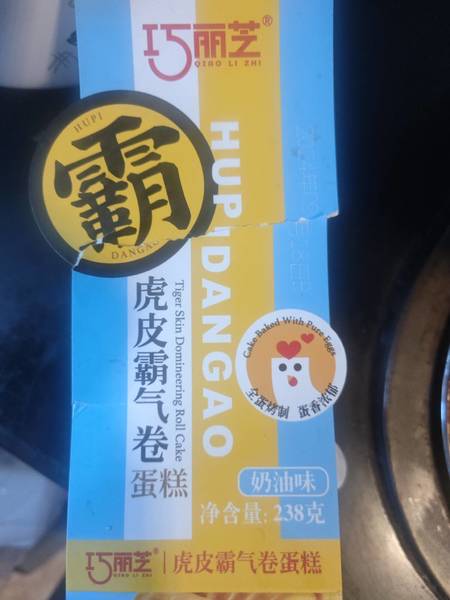 巧丽芝®
QIAO LI ZHI
HUPI
霸
DANGAO
HUPIDANGAO
虎皮霸气卷
蛋糕
Tiger Skin Domineering Roll Cake
Cake Baked With Pure Eggs
全蛋烤制 蛋香浓郁
奶油味
净含量: 238克
巧丽芝® | 虎皮霸气卷蛋糕
QIAO LI ZHI